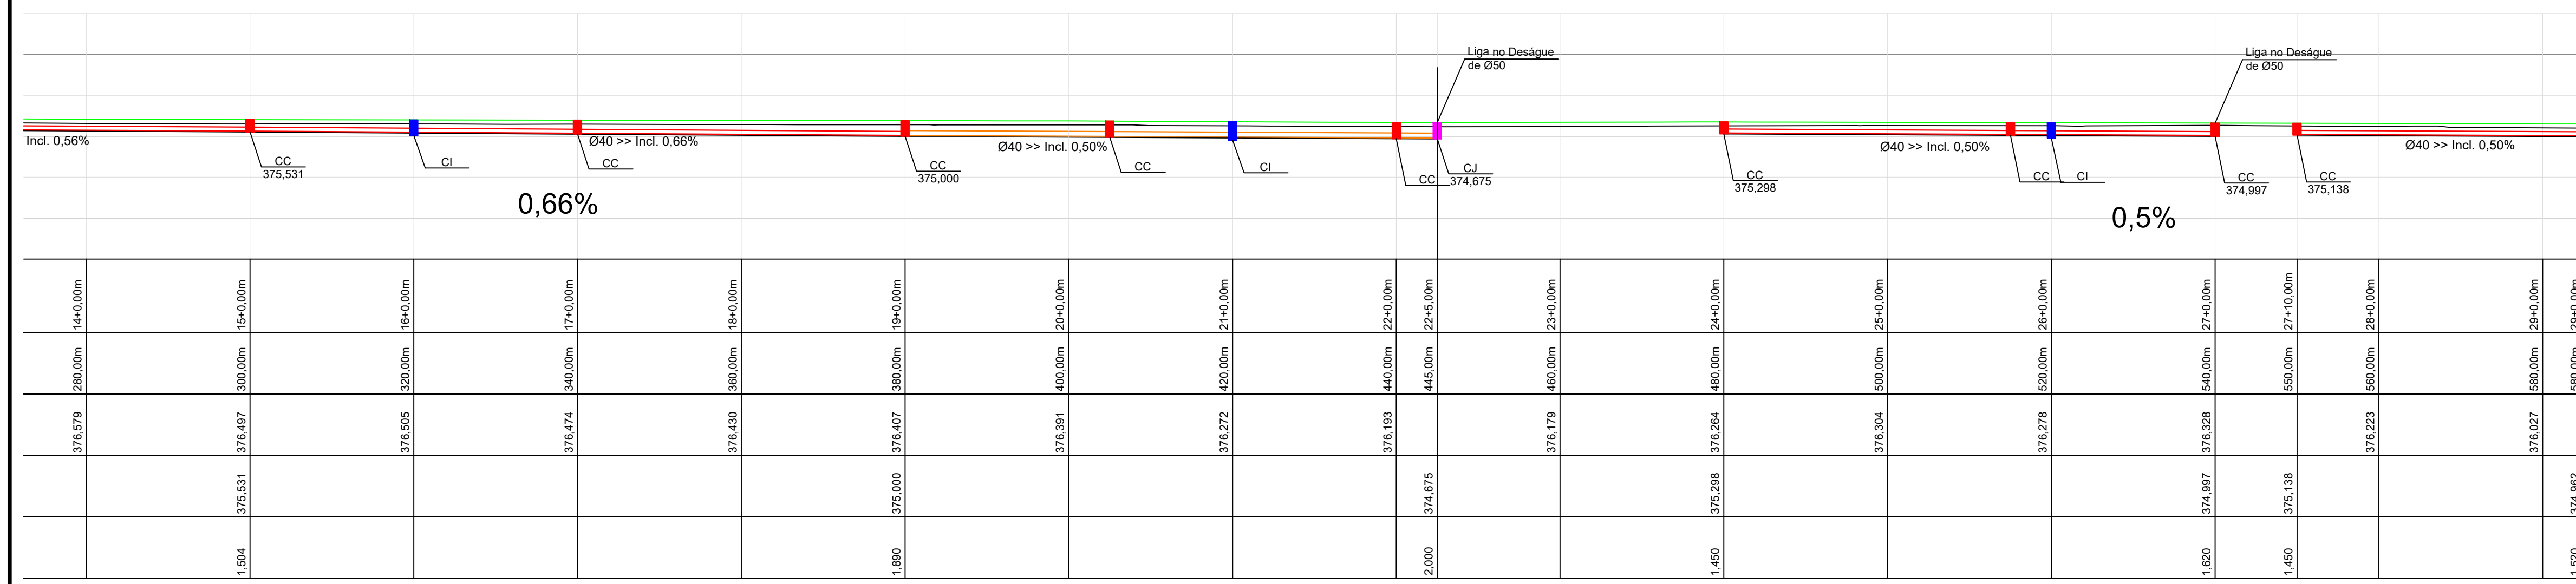 Liga no Deságue
de Ø50
Liga no Deságue
de Ø50
Incl. 0,56%
Ø40 >> Incl. 0,66%
Ø40 >> Incl. 0,50%
Ø40 >> Incl. 0,50%
Ø40 >> Incl. 0,50%
CC
375,531
CI
CC
CC
375,000
CC
CI
CC
CJ
374,675
CC
375,298
CC
CI
CC
374,997
CC
375,138
0,66%
0,5%
14+0,00m
15+0,00m
16+0,00m
17+0,00m
18+0,00m
19+0,00m
20+0,00m
21+0,00m
22+0,00m
22+5,00m
23+0,00m
24+0,00m
25+0,00m
26+0,00m
27+0,00m
27+10,00m
28+0,00m
29+0,00m
280,00m
300,00m
320,00m
340,00m
360,00m
380,00m
400,00m
420,00m
440,00m
445,00m
460,00m
480,00m
500,00m
520,00m
540,00m
550,00m
560,00m
580,00m
376,579
376,497
376,505
376,474
376,430
376,407
376,391
376,272
376,193
376,179
376,264
376,304
376,278
376,328
376,223
376,027
375,531
375,000
374,675
375,298
374,997
375,138
1,504
1,890
2,000
1,450
1,620
1,450